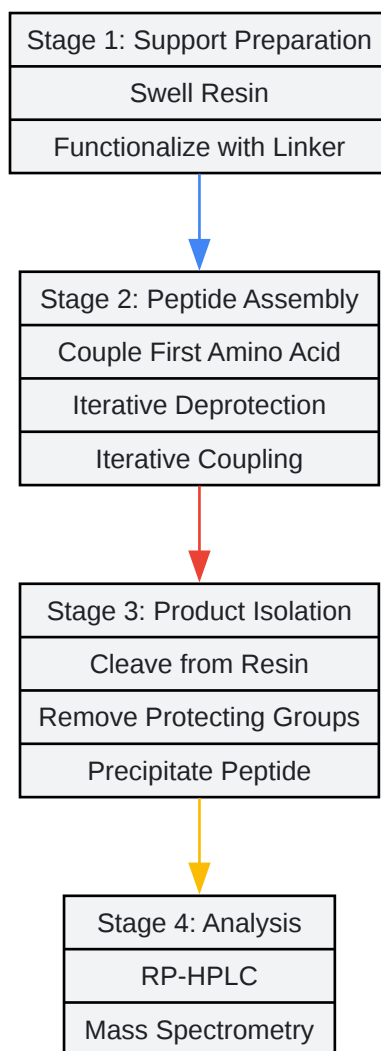 Stage 1: Support Preparation
Swell Resin
Functionalize with Linker
Stage 2: Peptide Assembly
Couple First Amino Acid
Iterative Deprotection
Iterative Coupling
Stage 3: Product Isolation
Cleave from Resin
Remove Protecting Groups
Precipitate Peptide
Stage 4: Analysis
RP-HPLC
Mass Spectrometry